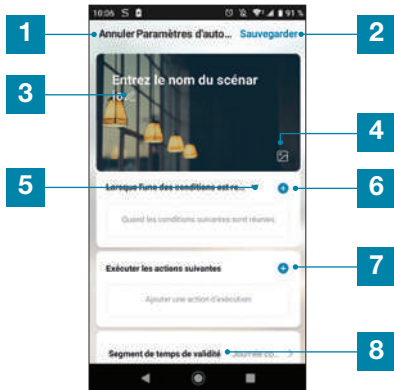 10:06 S 91 %
1
Annuler Paramètres d'auto... Sauvegarder
2
Entrez le nom du scénar
io
3
4
5
Lorsque l'une des conditions est re...
6
Quand les conditions suivantes sont réunies
Exécuter les actions suivantes
7
Ajouter une action d'exécution
Segment de temps de validité Journée co...
8